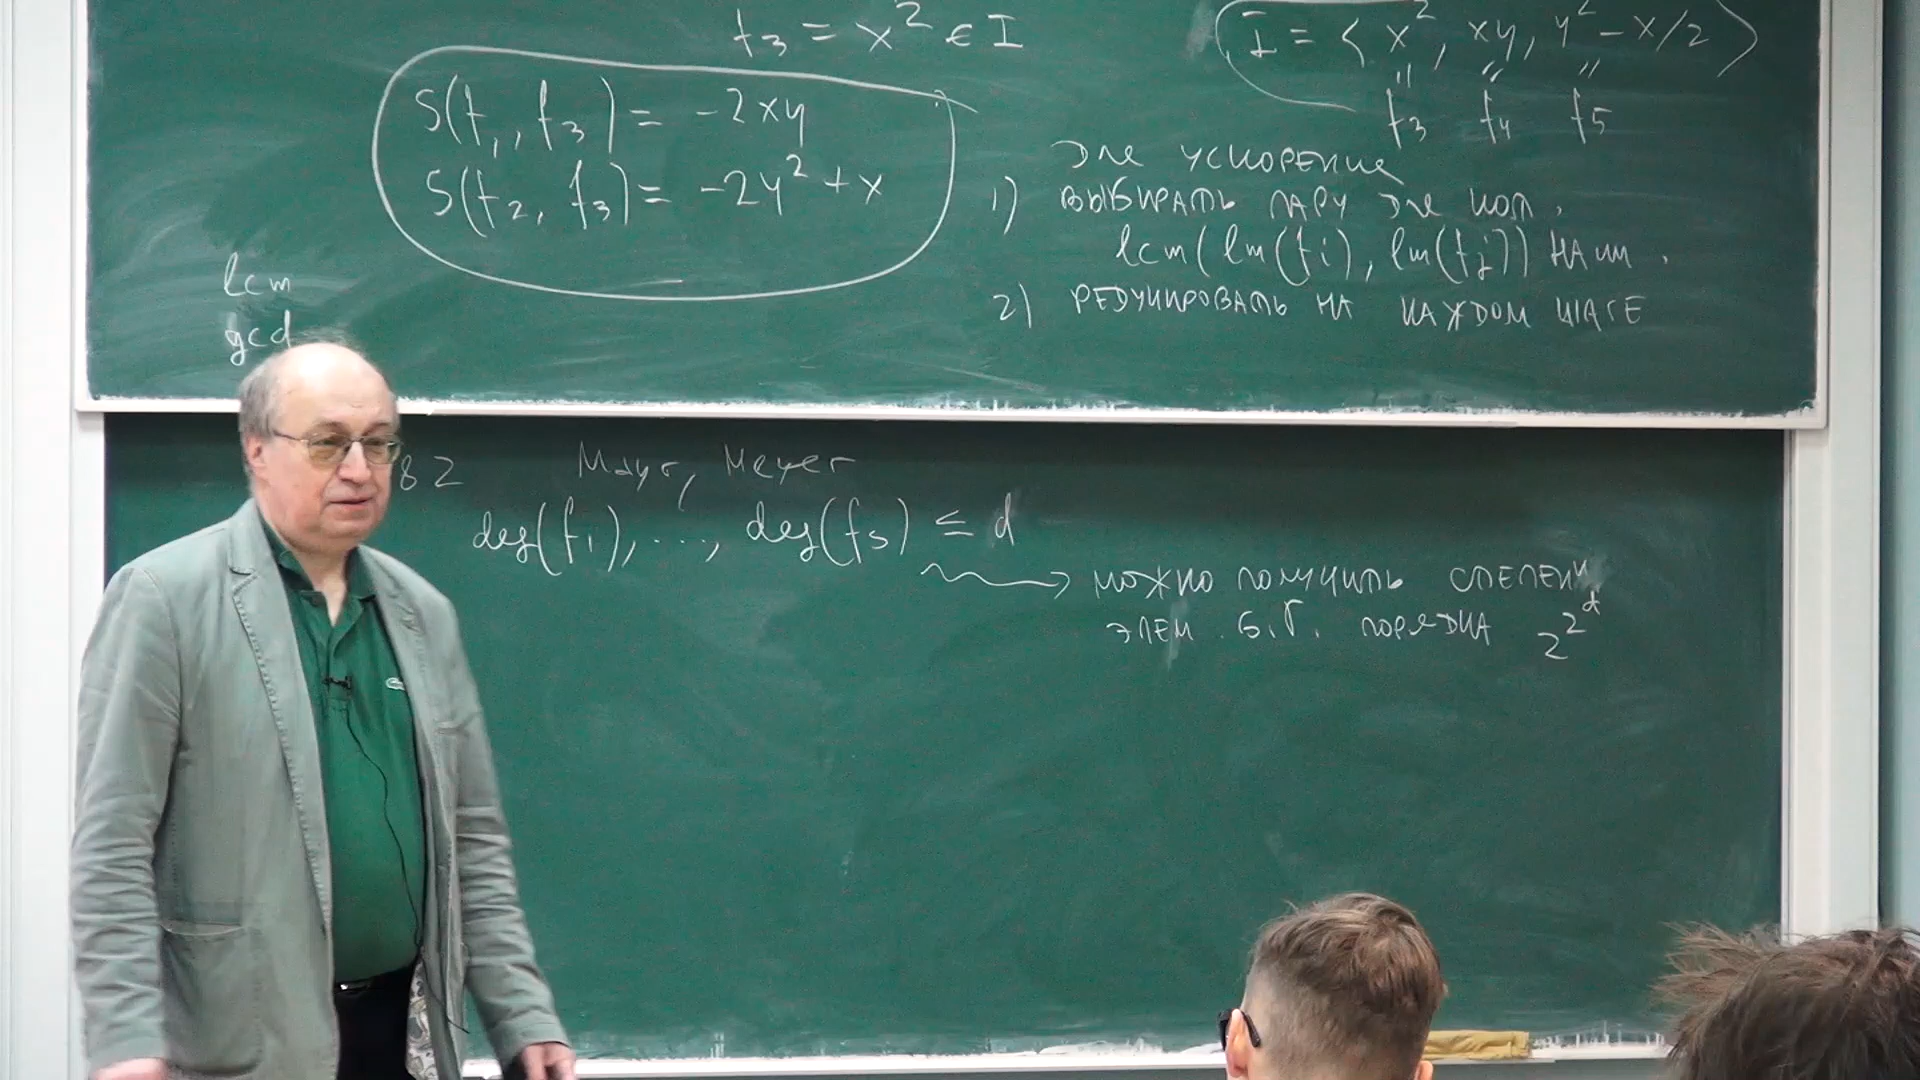 f₃ = x² ∈ I
S(f₁, f₃) = -2xy
S(f₂, f₃) = -2y² + x
lcm
gcd
I = < x², xy, y² - x/2 >
" " "
f₃ f₄ f₅
для ускорения
1) выбирать пару для кот.
lcm(lm(fi), lm(fj)) наим.
2) редуцировать на каждом шаге
82 Mayr, Meyer
deg(f₁), ..., deg(fs) ≤ d
можно получить степени
элем. б.Г. порядка 2^2^d